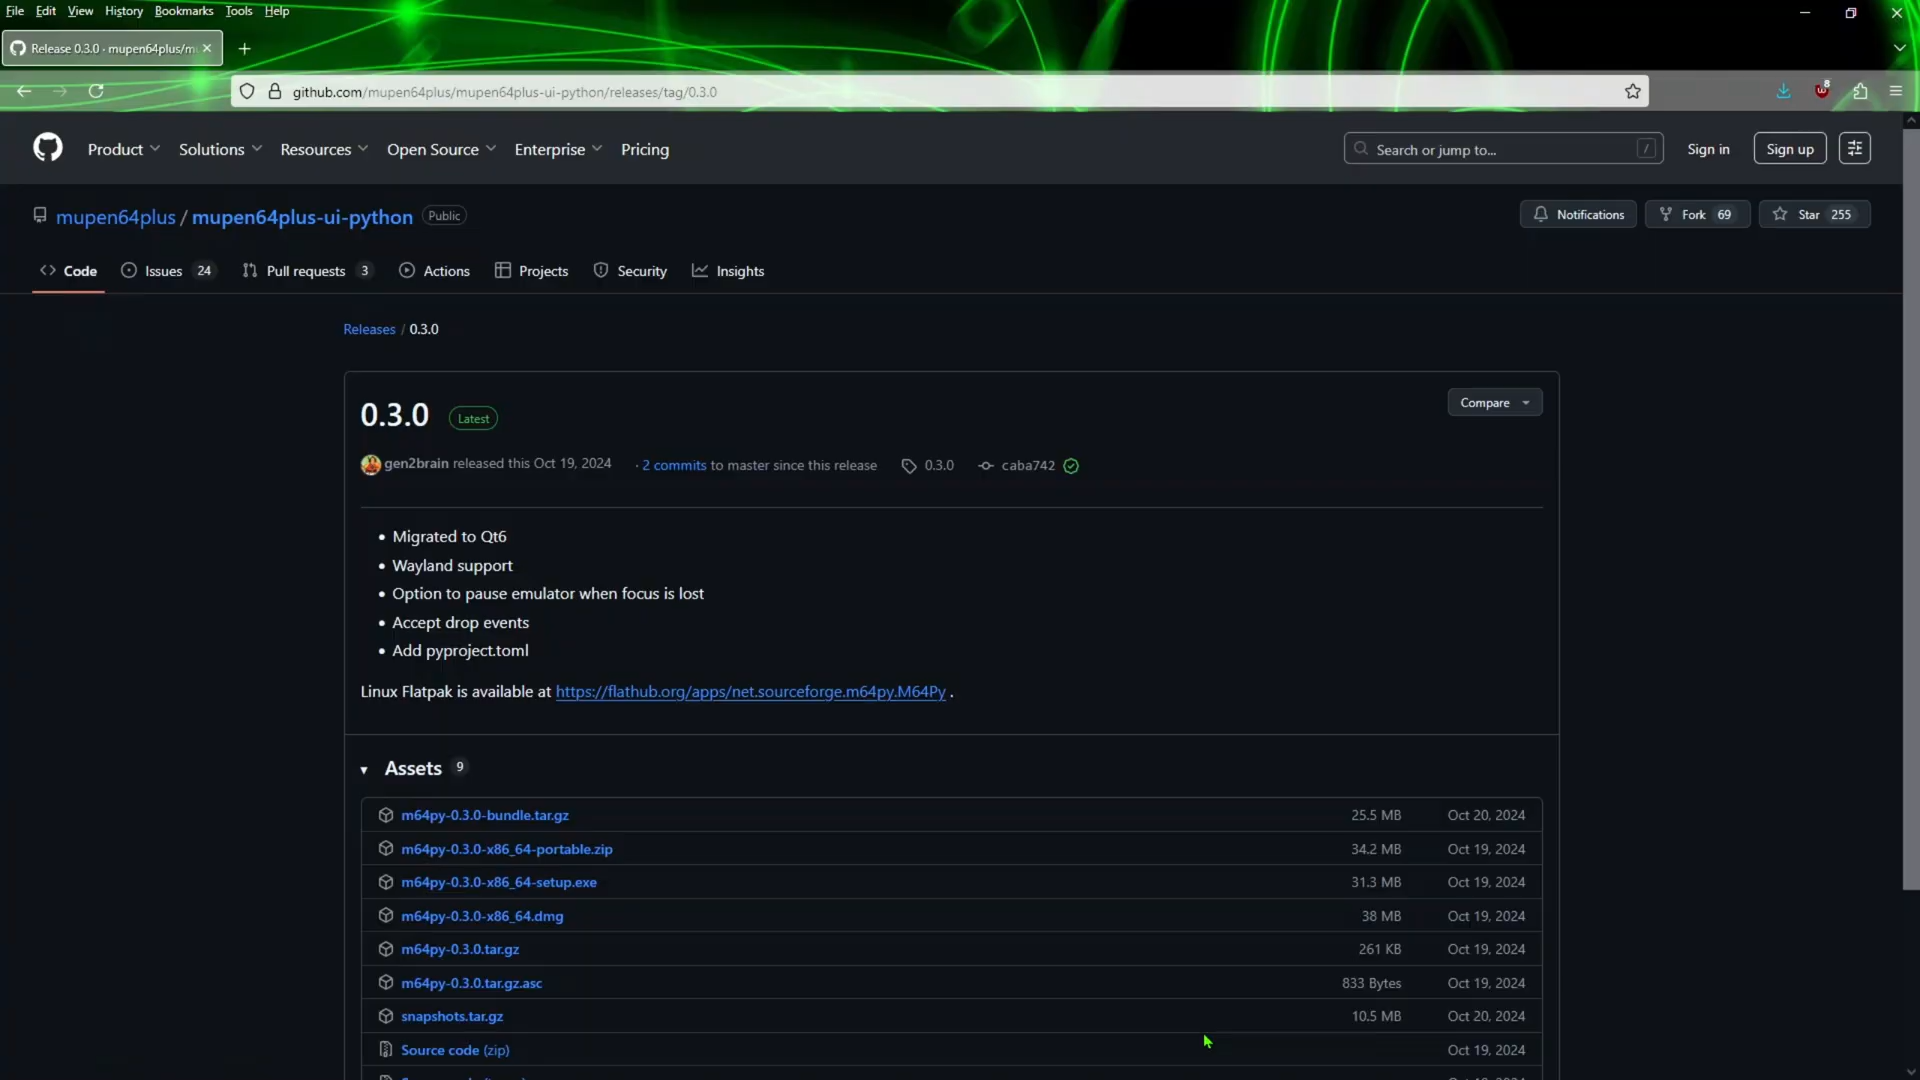 File Edit View History Bookmarks Tools Help
Release 0.3.0 · mupen64plus/m
github.com/mupen64plus/mupen64plus-ui-python/releases/tag/0.3.0
8
Product Solutions Resources Open Source Enterprise Pricing
Search or jump to... /
Sign in
Sign up
mupen64plus / mupen64plus-ui-python Public
Notifications
Fork 69
Star 255
Code
Issues 24
Pull requests 3
Actions
Projects
Security
Insights
Releases / 0.3.0
0.3.0 Latest
Compare
gen2brain released this Oct 19, 2024 · 2 commits to master since this release 0.3.0 caba742
• Migrated to Qt6
• Wayland support
• Option to pause emulator when focus is lost
• Accept drop events
• Add pyproject.toml
Linux Flatpak is available at https://flathub.org/apps/net.sourceforge.m64py.M64Py .
Assets 9
m64py-0.3.0-bundle.tar.gz 25.5 MB Oct 20, 2024
m64py-0.3.0-x86_64-portable.zip 34.2 MB Oct 19, 2024
m64py-0.3.0-x86_64-setup.exe 31.3 MB Oct 19, 2024
m64py-0.3.0-x86_64.dmg 38 MB Oct 19, 2024
m64py-0.3.0.tar.gz 261 KB Oct 19, 2024
m64py-0.3.0.tar.gz.asc 833 Bytes Oct 19, 2024
snapshots.tar.gz 10.5 MB Oct 20, 2024
Source code (zip) Oct 19, 2024